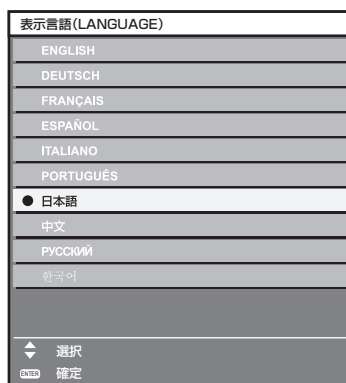 表示言語(LANGUAGE)
ENGLISH
DEUTSCH
FRANÇAIS
ESPAÑOL
ITALIANO
PORTUGUÊS
● 日本語
中文
РУССКИЙ
한국어
選択
ENTER 確定